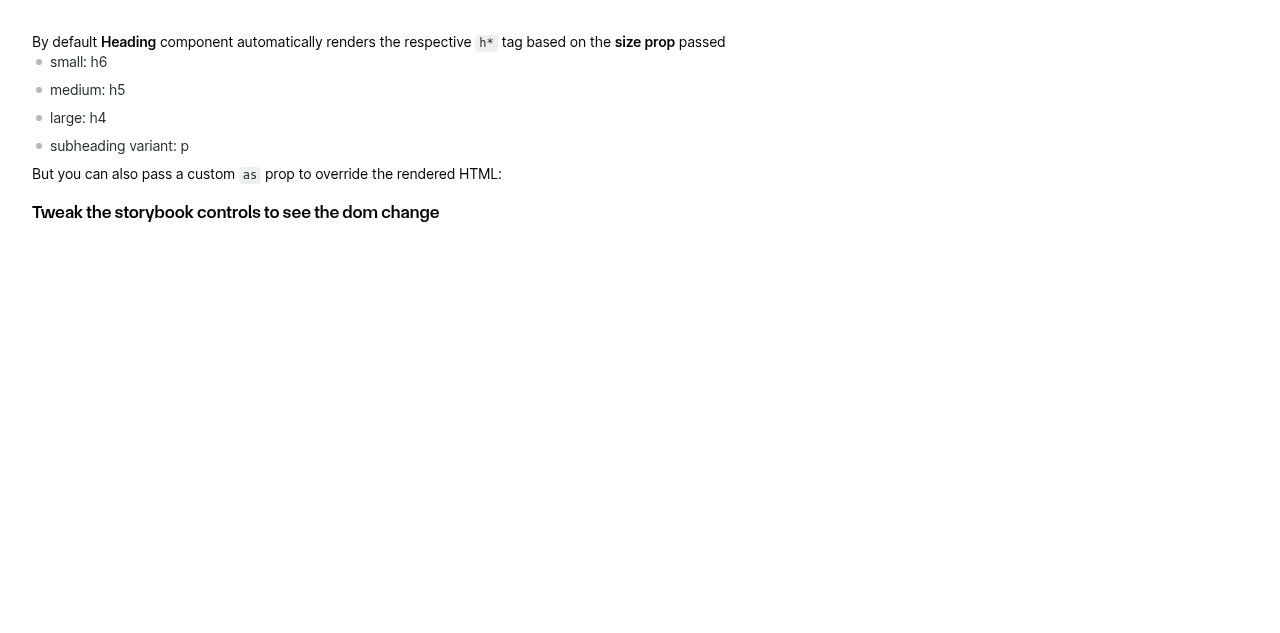 By default Heading component automatically renders the respective h* tag based on the size prop passed
small: h6
medium: h5
large: h4
subheading variant: p
But you can also pass a custom as prop to override the rendered HTML:
Tweak the storybook controls to see the dom change